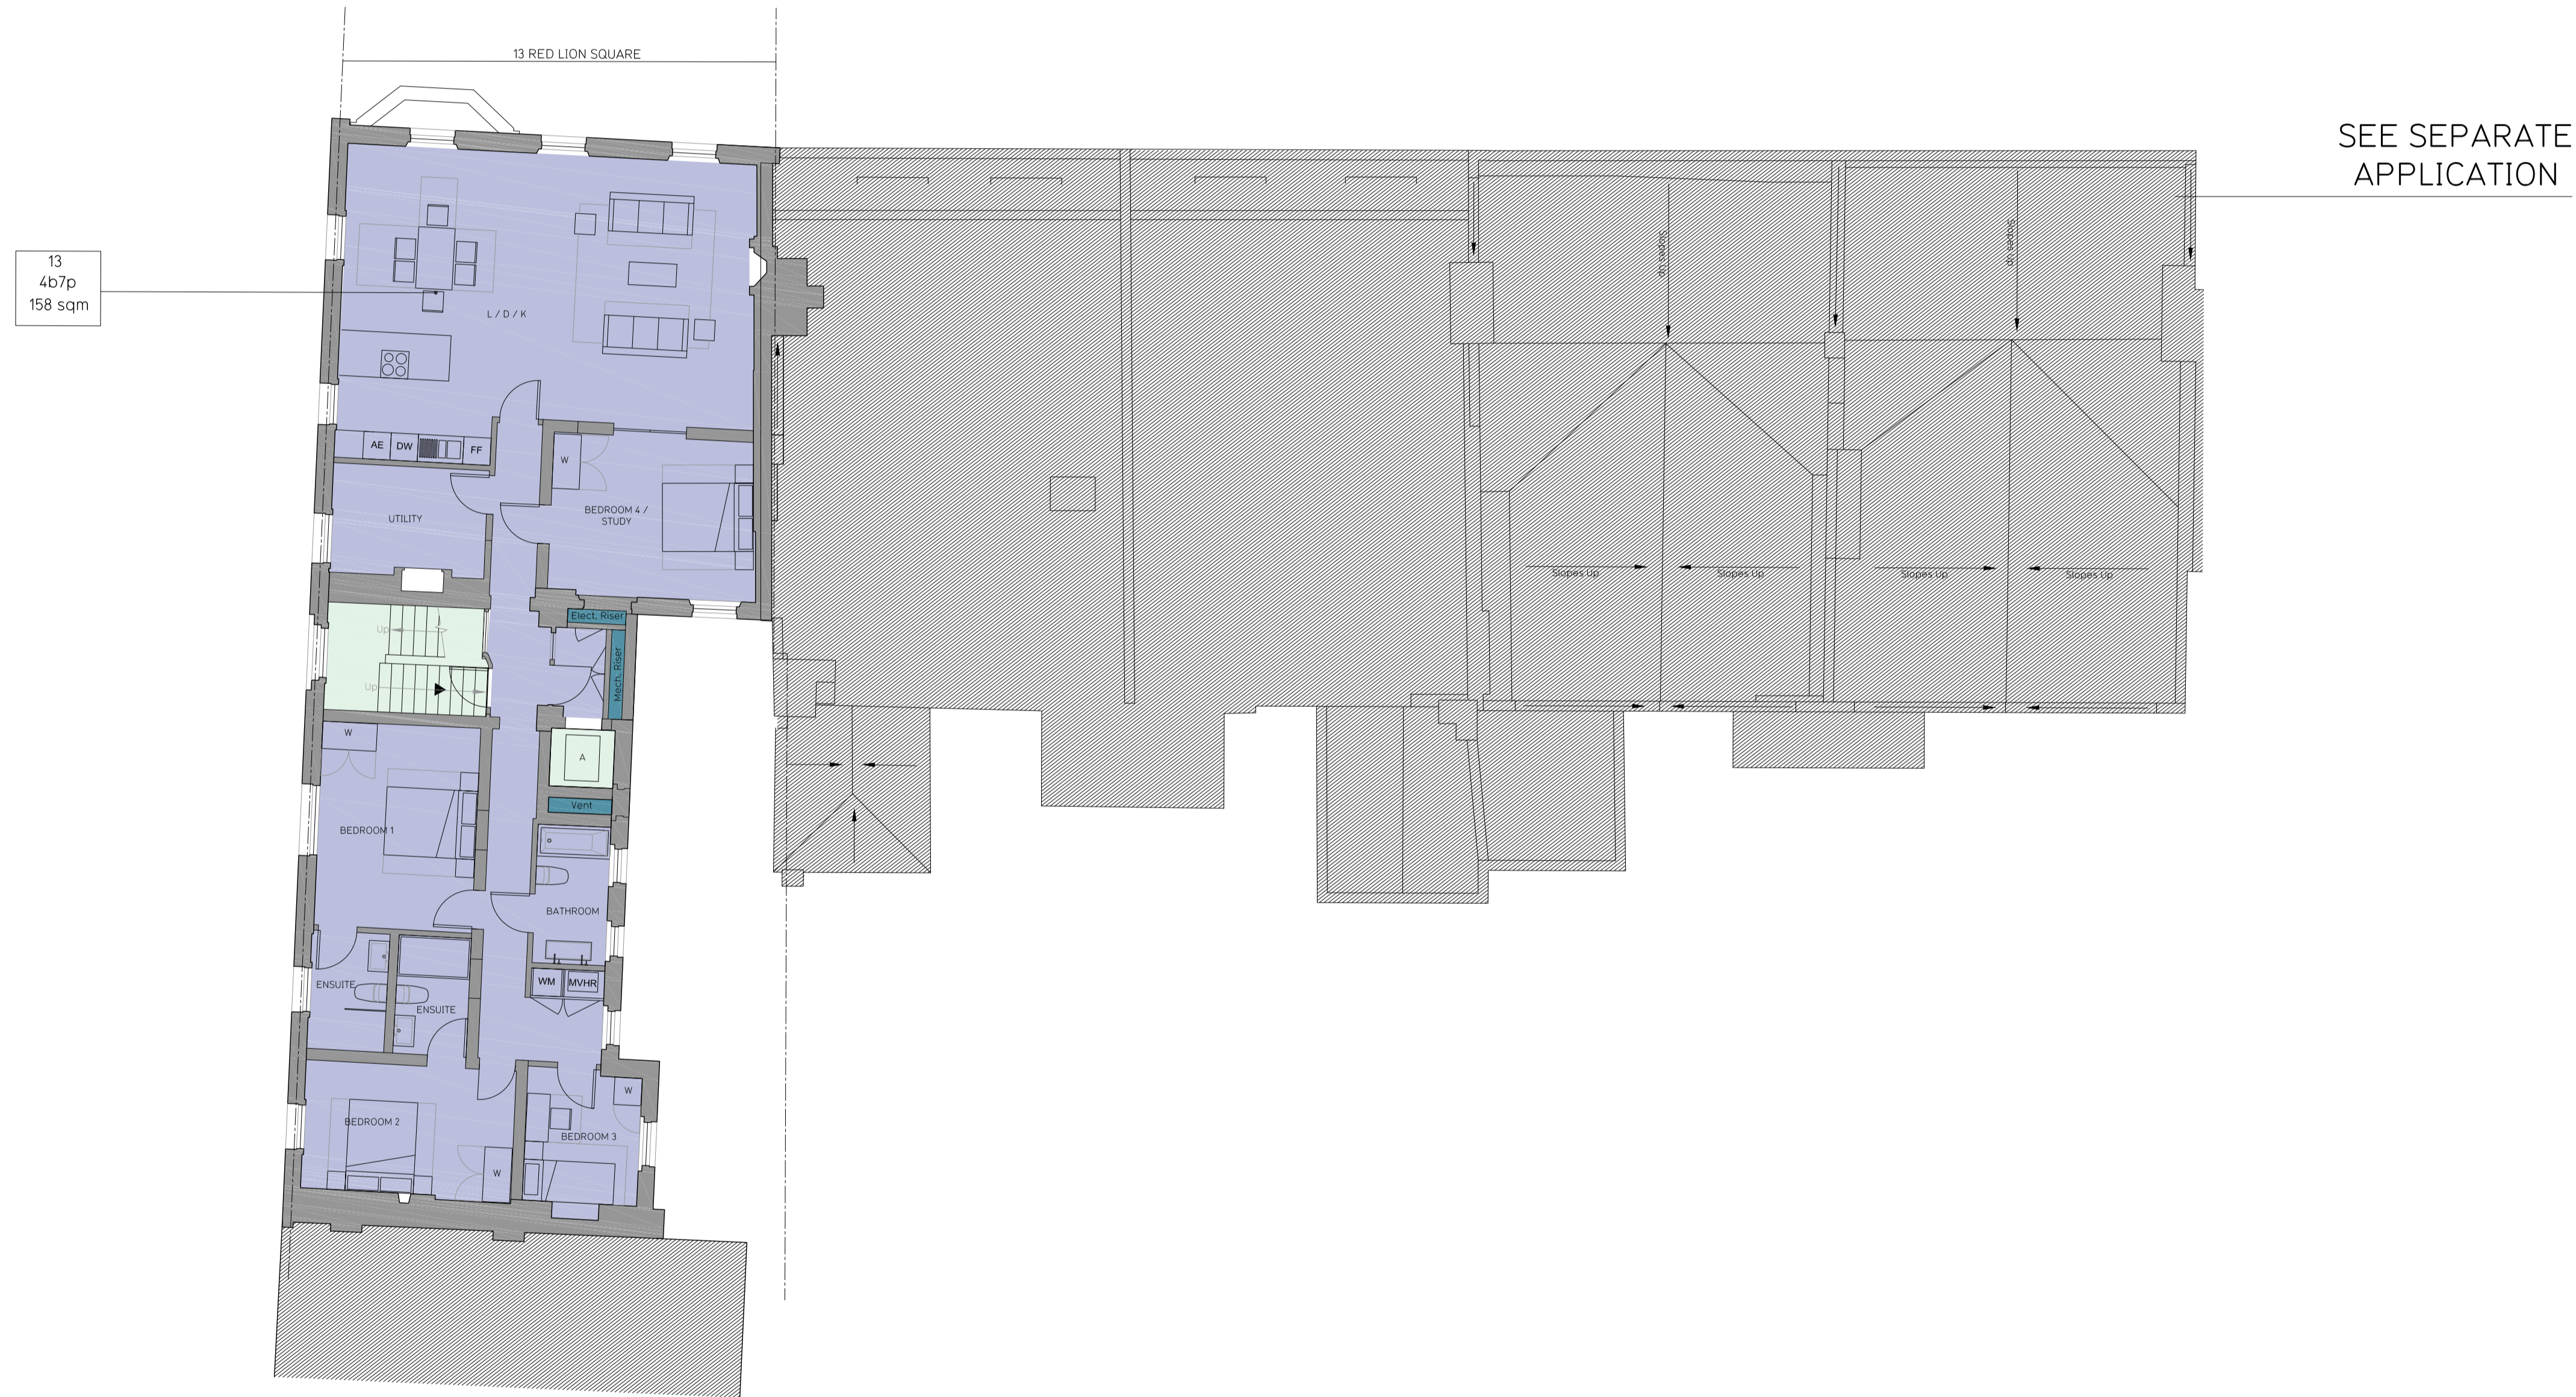 13 RED LION SQUARE
SEE SEPARATE
APPLICATION
13
4b7p
158 sqm
L / D / K
Slopes Up
Slopes Up
AE
DW
FF
W
UTILITY
BEDROOM 4 /
STUDY
Slopes Up
Slopes Up
Slopes Up
Slopes Up
Elect. Riser
Up
Mech. Riser
Up
W
A
Vent
BEDROOM 1
BATHROOM
ENSUITE
WM
MVHR
ENSUITE
W
BEDROOM 2
BEDROOM 3
W